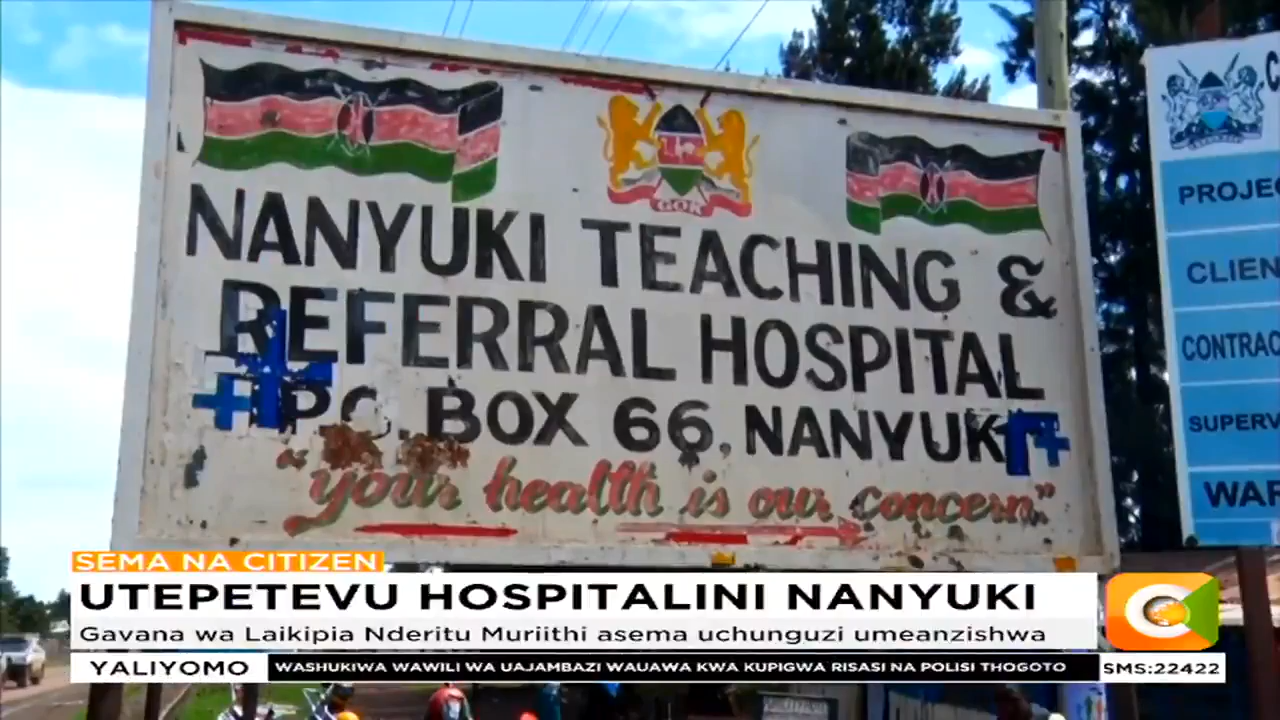 GOK
NANYUKI TEACHING &
REFERRAL HOSPITAL
P.O. BOX 66, NANYUKI
"your health is our concern"
PROJE
CLIEN
CONTRAC
SUPERV
WAR
SEMA NA CITIZEN
UTEPETEVU HOSPITALINI NANYUKI
Gavana wa Laikipia Nderitu Muriithi asema uchunguzi umeanzishwa
YALIYOMO
WASHUKIWA WAWILI WA UAJAMBAZI WAUAWA KWA KUPIGWA RISASI NA POLISI THOGOTO
SMS:22422